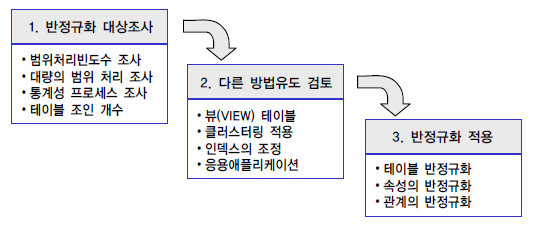 1. 반정규화 대상조사
• 범위처리빈도수 조사
• 대량의 범위 처리 조사
• 통계성 프로세스 조사
• 테이블 조인 개수
2. 다른 방법유도 검토
• 뷰(VIEW) 테이블
• 클러스터링 적용
• 인덱스의 조정
• 응용애플리케이션
3. 반정규화 적용
• 테이블 반정규화
• 속성의 반정규화
• 관계의 반정규화